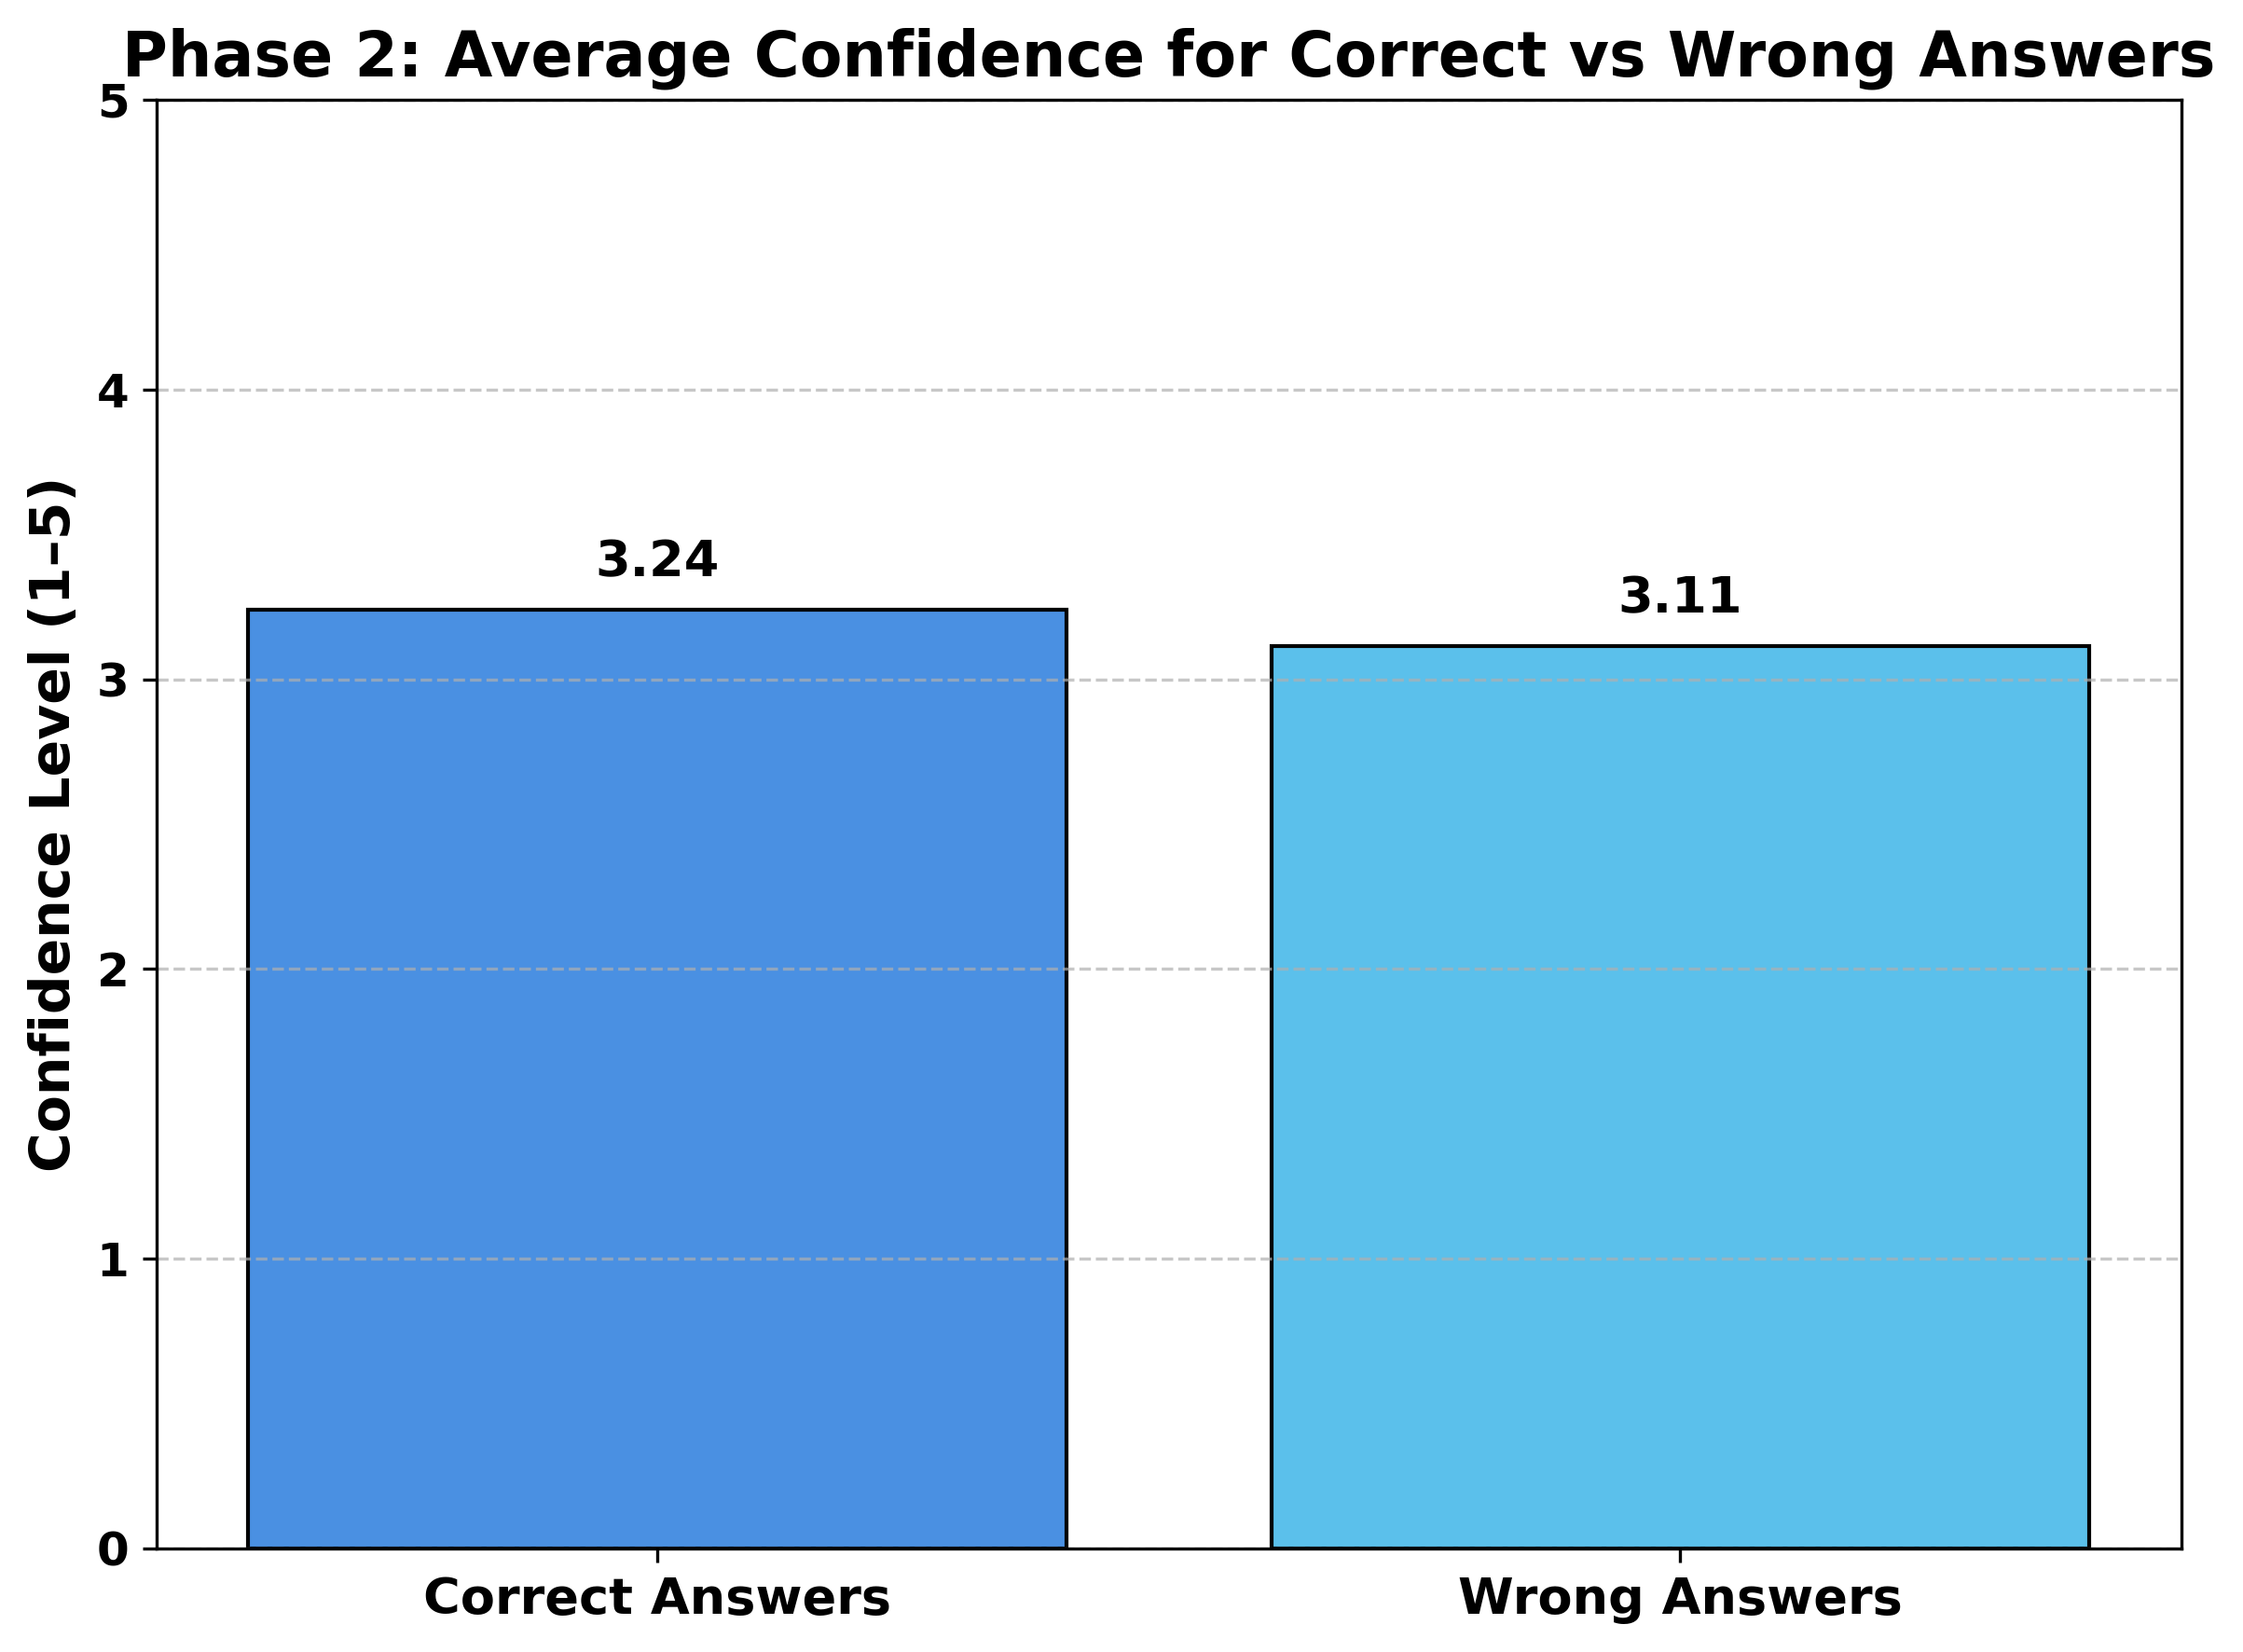 Phase 2: Average Confidence for Correct vs Wrong Answers
Confidence Level (1–5)
5
4
3
2
1
0
3.24
3.11
Correct Answers
Wrong Answers